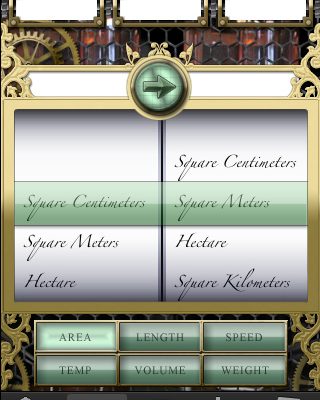 Square Centimeters
Square Centimeters Square Meters
Square Meters Hectare
Hectare Square Kilometers
AREA LENGTH SPEED
TEMP VOLUME WEIGHT